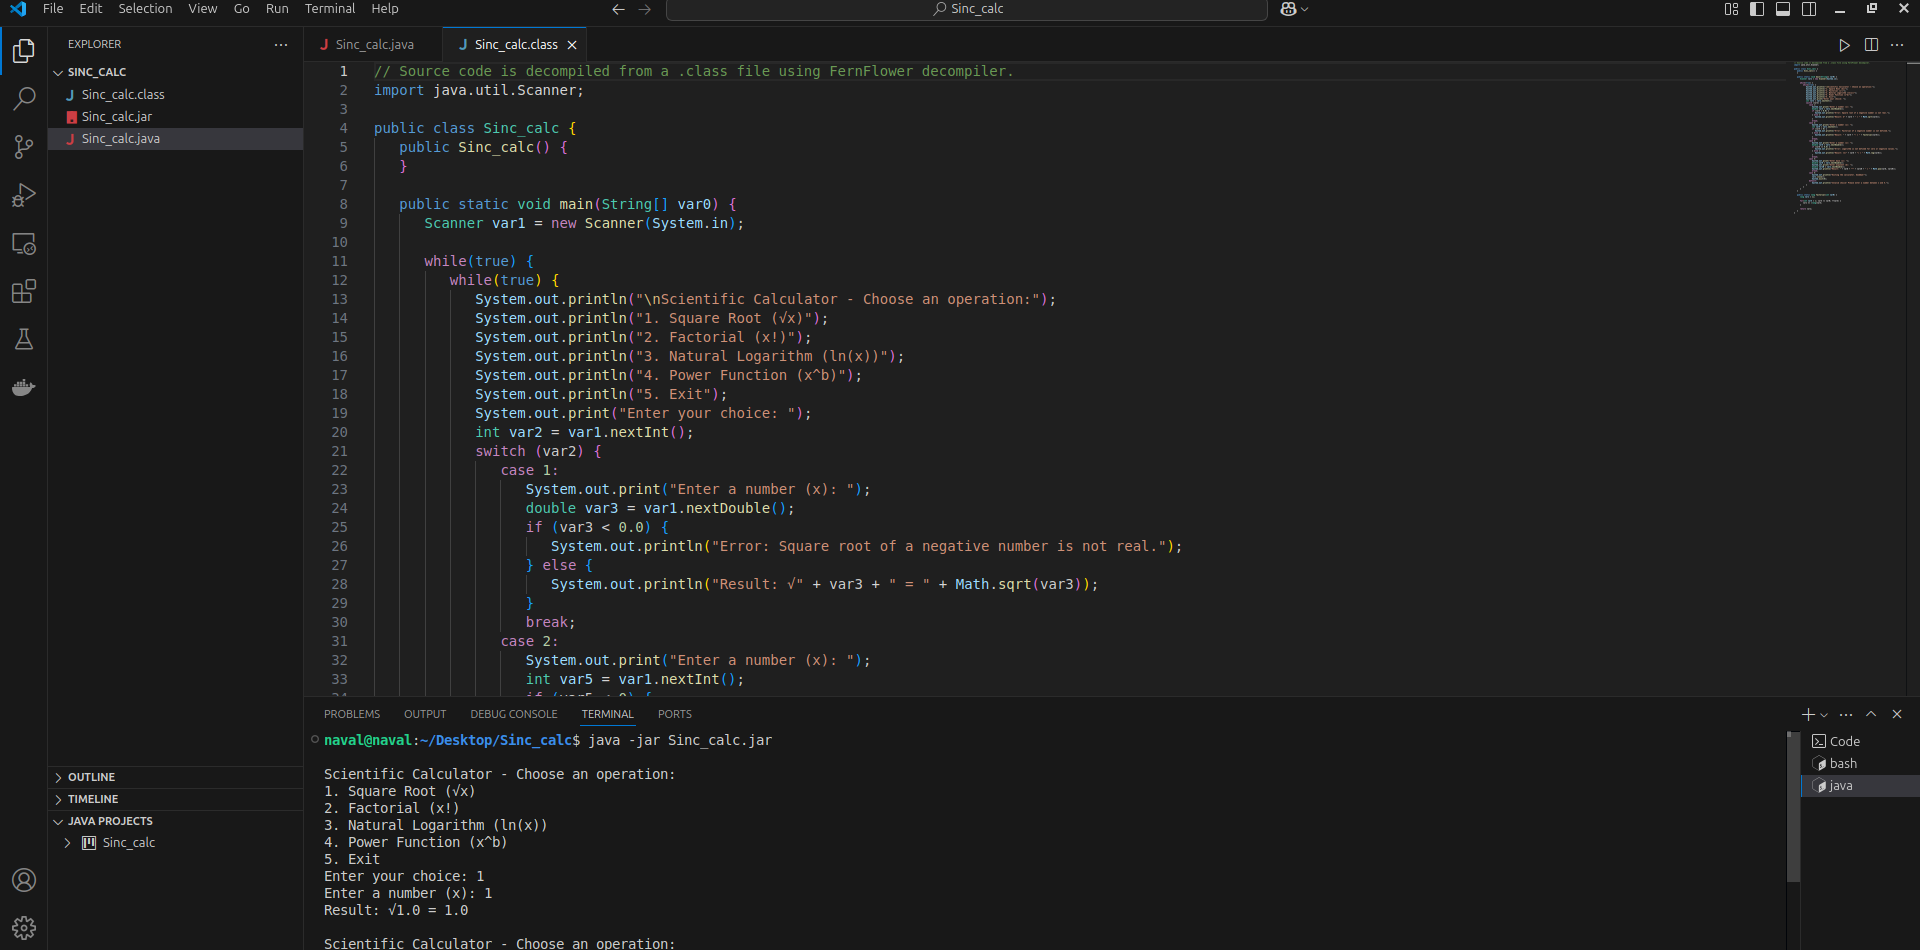 File Edit Selection View Go Run Terminal Help
Sinc_calc
EXPLORER
SINC_CALC
Sinc_calc.class
Sinc_calc.jar
Sinc_calc.java
OUTLINE
TIMELINE
JAVA PROJECTS
Sinc_calc
Sinc_calc.java Sinc_calc.class
1 // Source code is decompiled from a .class file using FernFlower decompiler.
2 import java.util.Scanner;
3
4 public class Sinc_calc {
5 public Sinc_calc() {
6 }
7
8 public static void main(String[] var0) {
9 Scanner var1 = new Scanner(System.in);
10
11 while(true) {
12 while(true) {
13 System.out.println("\nScientific Calculator - Choose an operation:");
14 System.out.println("1. Square Root (√x)");
15 System.out.println("2. Factorial (x!)");
16 System.out.println("3. Natural Logarithm (ln(x))");
17 System.out.println("4. Power Function (x^b)");
18 System.out.println("5. Exit");
19 System.out.print("Enter your choice: ");
20 int var2 = var1.nextInt();
21 switch (var2) {
22 case 1:
23 System.out.print("Enter a number (x): ");
24 double var3 = var1.nextDouble();
25 if (var3 < 0.0) {
26 System.out.println("Error: Square root of a negative number is not real.");
27 } else {
28 System.out.println("Result: √" + var3 + " = " + Math.sqrt(var3));
29 }
30 break;
31 case 2:
32 System.out.print("Enter a number (x): ");
33 int var5 = var1.nextInt();
34 if (var5 < 0) {
PROBLEMS OUTPUT DEBUG CONSOLE TERMINAL PORTS
naval@naval:~/Desktop/Sinc_calc$ java -jar Sinc_calc.jar
Scientific Calculator - Choose an operation:
1. Square Root (√x)
2. Factorial (x!)
3. Natural Logarithm (ln(x))
4. Power Function (x^b)
5. Exit
Enter your choice: 1
Enter a number (x): 1
Result: √1.0 = 1.0
Scientific Calculator - Choose an operation:
Code
bash
java